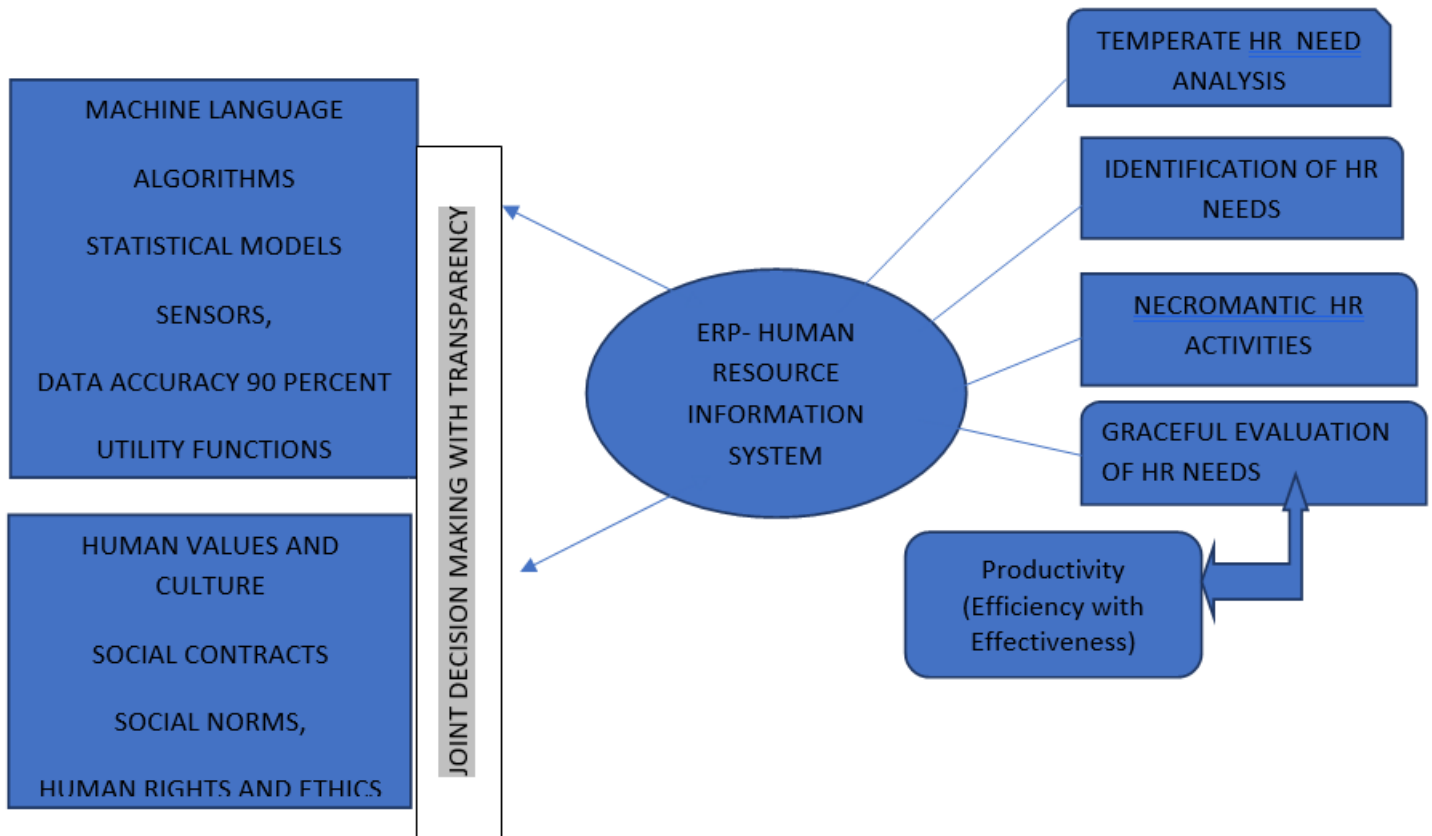 MACHINE LANGUAGE
ALGORITHMS
STATISTICAL MODELS
SENSORS,
DATA ACCURACY 90 PERCENT
UTILITY FUNCTIONS
HUMAN VALUES AND
CULTURE
SOCIAL CONTRACTS
SOCIAL NORMS,
HUMAN RIGHTS AND ETHICS
JOINT DECISION MAKING WITH TRANSPARENCY
ERP- HUMAN
RESOURCE
INFORMATION
SYSTEM
TEMPERATE HR NEED
ANALYSIS
IDENTIFICATION OF HR
NEEDS
NECROMANTIC HR
ACTIVITIES
GRACEFUL EVALUATION
OF HR NEEDS
Productivity
(Efficiency with
Effectiveness)